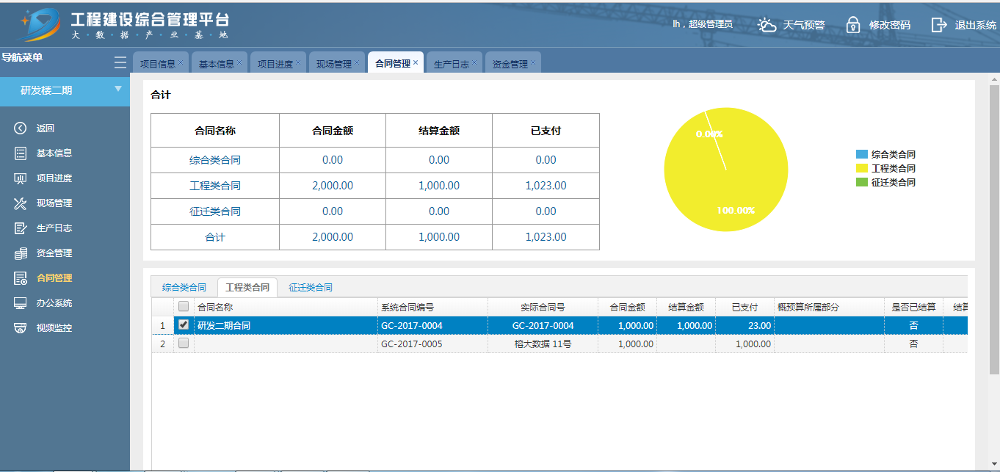 工程建设综合管理平台
大·数·据·产·业·基·地
lh，超级管理员 天气预警 修改密码 退出系统
导航菜单
项目信息 × 基本信息 × 项目进度 × 现场管理 × 合同管理 × 生产日志 × 资金管理 ×
研发楼二期
返回
基本信息
项目进度
现场管理
生产日志
资金管理
合同管理
办公系统
视频监控
合计
合同名称 合同金额 结算金额 已支付
综合类合同 0.00 0.00 0.00
工程类合同 2,000.00 1,000.00 1,023.00
征迁类合同 0.00 0.00 0.00
合计 2,000.00 1,000.00 1,023.00
0.00%
100.00%
综合类合同
工程类合同
征迁类合同
综合类合同 工程类合同 征迁类合同
合同名称 系统合同编号 实际合同号 合同金额 结算金额 已支付 概预算所属部分 是否已结算 结算
1 研发二期合同 GC-2017-0004 GC-2017-0004 1,000.00 1,000.00 23.00 否
2 GC-2017-0005 榕大数据 11号 1,000.00 1,000.00 否